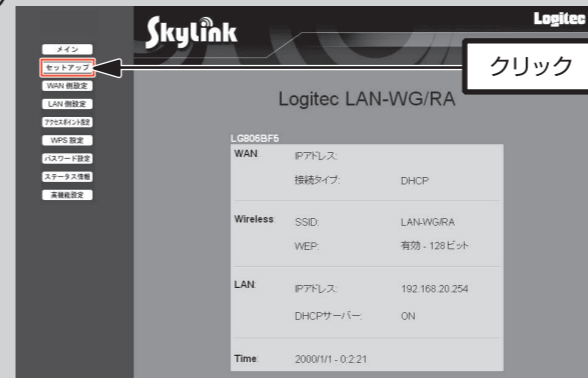 Skylink
Logitec
メイン
セットアップ
WAN 側設定
LAN 側設定
アクセスポイント設定
WPS 設定
パスワード設定
ステータス情報
高機能設定
クリック
Logitec LAN-WG/RA
LG806BF5
WAN: IPアドレス:
接続タイプ: DHCP
Wireless: SSID: LAN-WG/RA
WEP: 有効 - 128ビット
LAN: IPアドレス: 192.168.20.254
DHCPサーバー: ON
Time: 2000/1/1 - 0:2:21